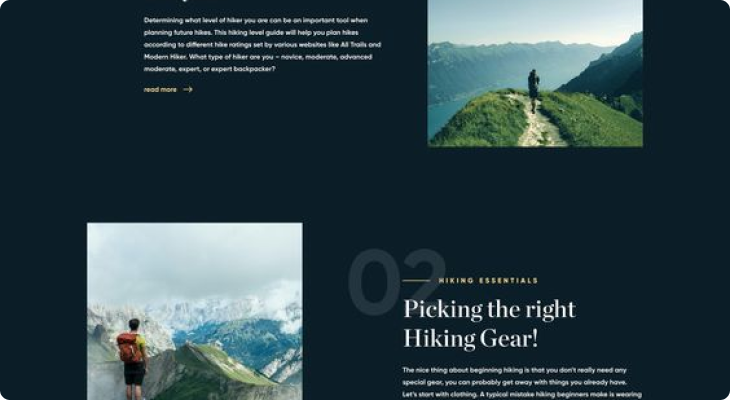 Determining what level of hiker you are can be an important tool when
planning future hikes. This hiking level guide will help you plan hikes
according to different hike ratings set by various websites like All Trails and
Modern Hiker. What type of hiker are you – novice, moderate, advanced
moderate, expert, or expert backpacker?
read more
02
HIKING ESSENTIALS
Picking the right
Hiking Gear!
The nice thing about beginning hiking is that you don't really need any
special gear, you can probably get away with things you already have.
Let's start with clothing. A typical mistake hiking beginners make is wearing